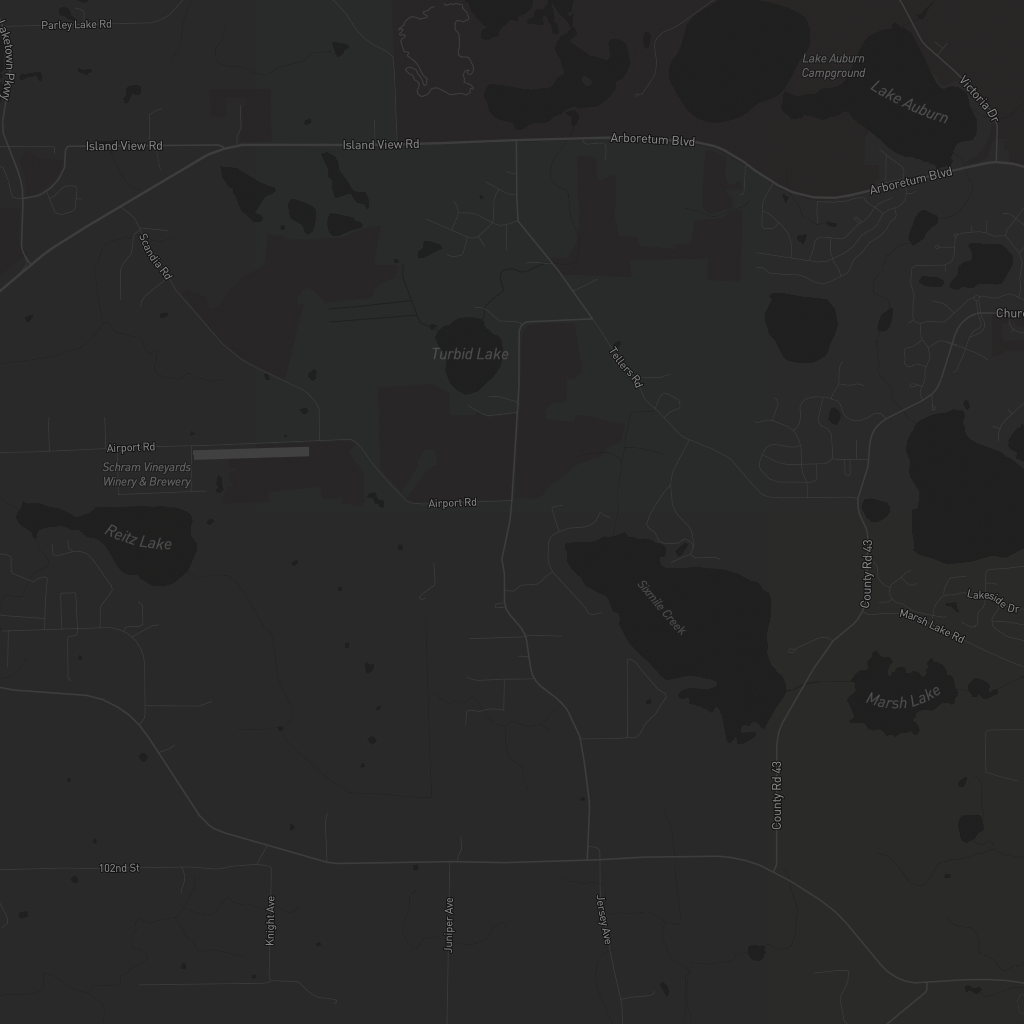 Parley Lake Rd
Laketown Pkwy
Lake Auburn
Campground
Lake Auburn
Victoria Dr
Island View Rd
Island View Rd
Arboretum Blvd
Arboretum Blvd
Scandia Rd
Turbid Lake
Tellers Rd
Airport Rd
Schram Vineyards
Winery & Brewery
Airport Rd
Reitz Lake
Sixmile Creek
County Rd 43
Lakeside Dr
Marsh Lake Rd
Marsh Lake
County Rd 43
102nd St
Knight Ave
Juniper Ave
Jersey Ave